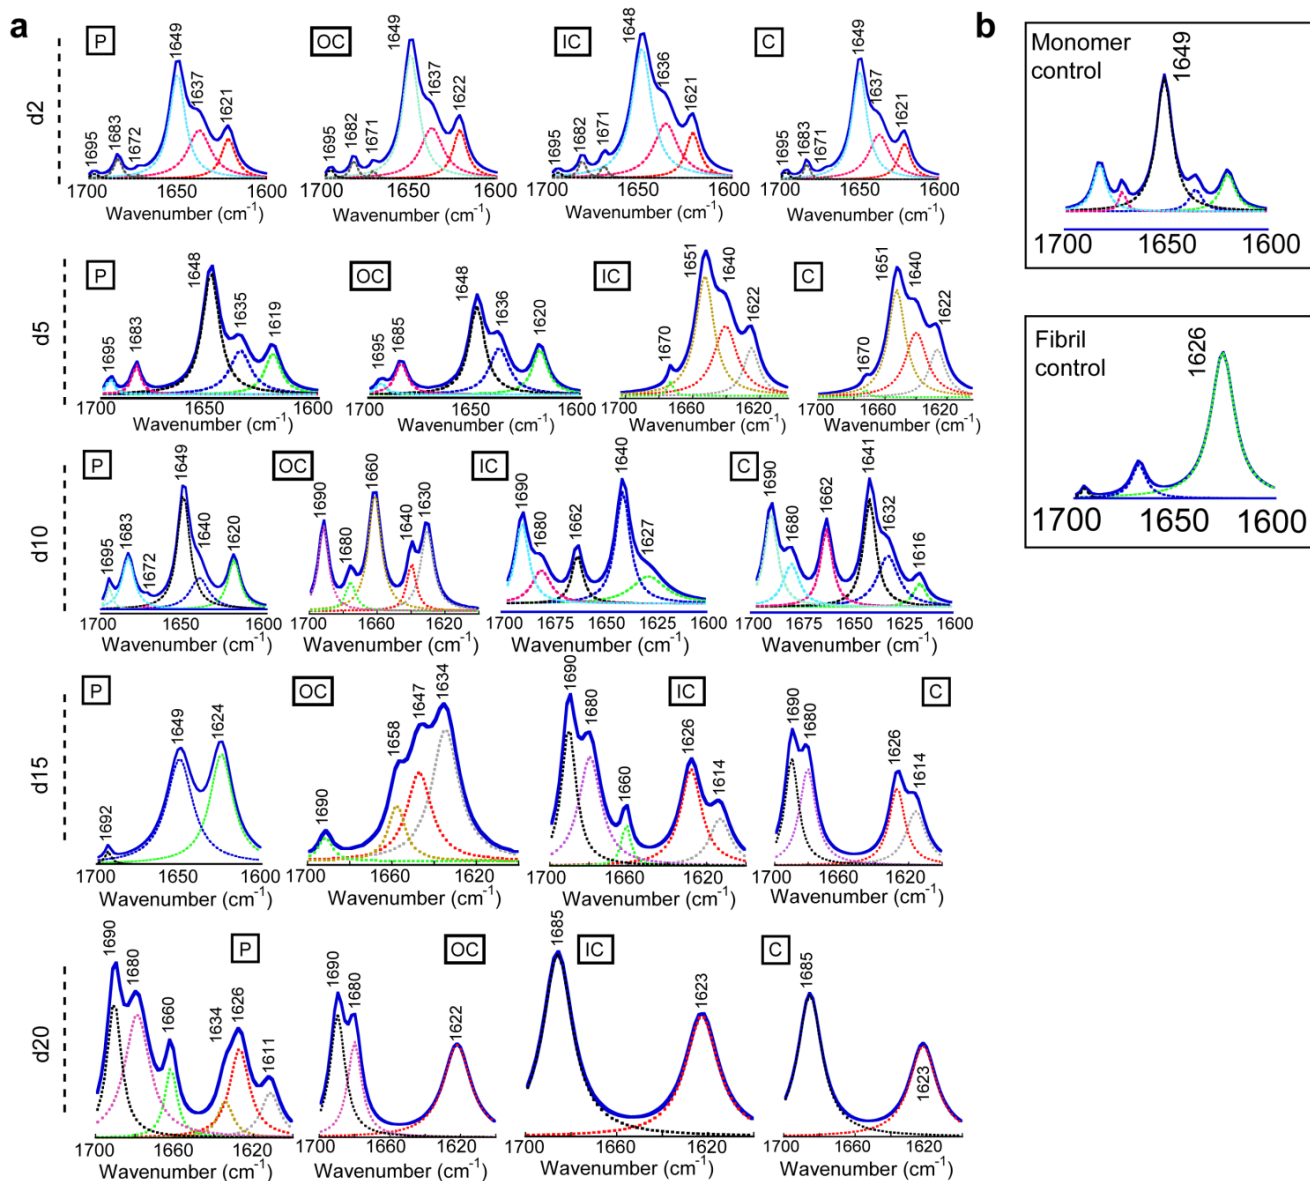 a
b
d2
P
1695
1683
1672
1649
1637
1621
1700 1650 1600
Wavenumber (cm-1)
OC
1695
1682
1671
1649
1637
1622
1700 1650 1600
Wavenumber (cm-1)
IC
1695
1682
1671
1648
1636
1621
1700 1650 1600
Wavenumber (cm-1)
C
1695
1683
1671
1649
1637
1621
1700 1650 1600
Wavenumber (cm-1)
d5
P
1695
1683
1648
1635
1619
1700 1650 1600
Wavenumber (cm-1)
OC
1695
1685
1648
1636
1620
1700 1650 1600
Wavenumber (cm-1)
IC
1670
1651
1640
1622
1700 1660 1620
Wavenumber (cm-1)
C
1670
1651
1640
1622
1700 1660 1620
Wavenumber (cm-1)
d10
P
1695
1683
1672
1649
1640
1620
1700 1650 1600
Wavenumber (cm-1)
OC
1690
1680
1660
1640
1630
1700 1660 1620
Wavenumber (cm-1)
IC
1690
1680
1662
1640
1627
1700 1675 1650 1625 1600
Wavenumber (cm-1)
C
1690
1680
1662
1641
1632
1616
1700 1675 1650 1625 1600
Wavenumber (cm-1)
d15
P
1692
1649
1624
1700 1650 1600
Wavenumber (cm-1)
OC
1690
1658
1647
1634
1700 1660 1620
Wavenumber (cm-1)
IC
1690
1680
1660
1626
1614
1700 1660 1620
Wavenumber (cm-1)
C
1690
1680
1626
1614
1700 1660 1620
Wavenumber (cm-1)
d20
P
1690
1680
1660
1634
1626
1611
1700 1660 1620
Wavenumber (cm-1)
OC
1690
1680
1622
1700 1660 1620
Wavenumber (cm-1)
IC
1685
1623
1700 1660 1620
Wavenumber (cm-1)
C
1685
1623
1700 1660 1620
Wavenumber (cm-1)
Monomer
control
1649
1700 1650 1600
Fibril
control
1626
1700 1650 1600